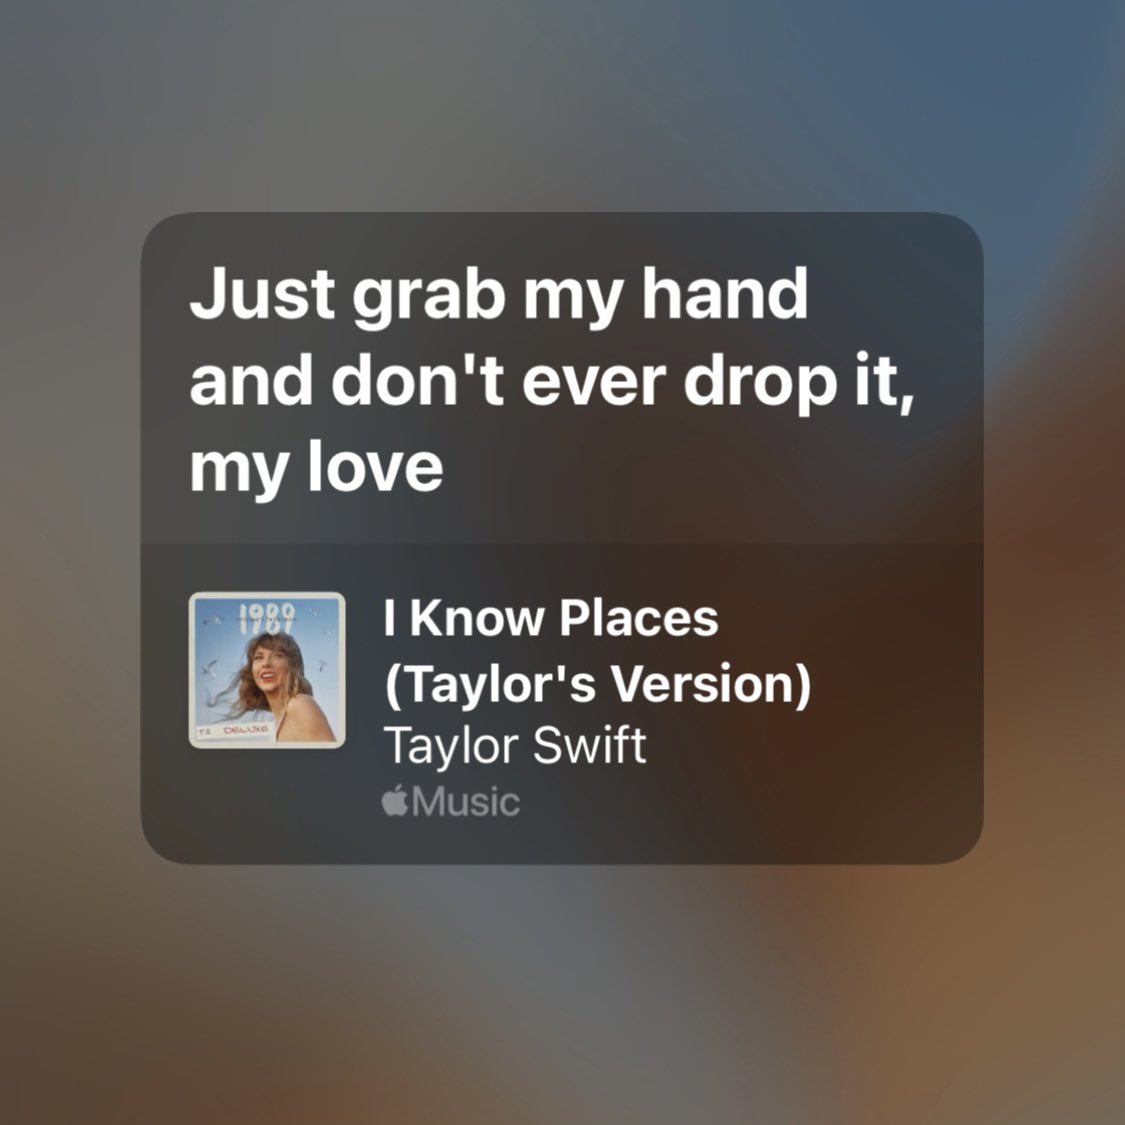 Just grab my hand
and don't ever drop it,
my love
1989
DELUXE
I Know Places
(Taylor's Version)
Taylor Swift
Music